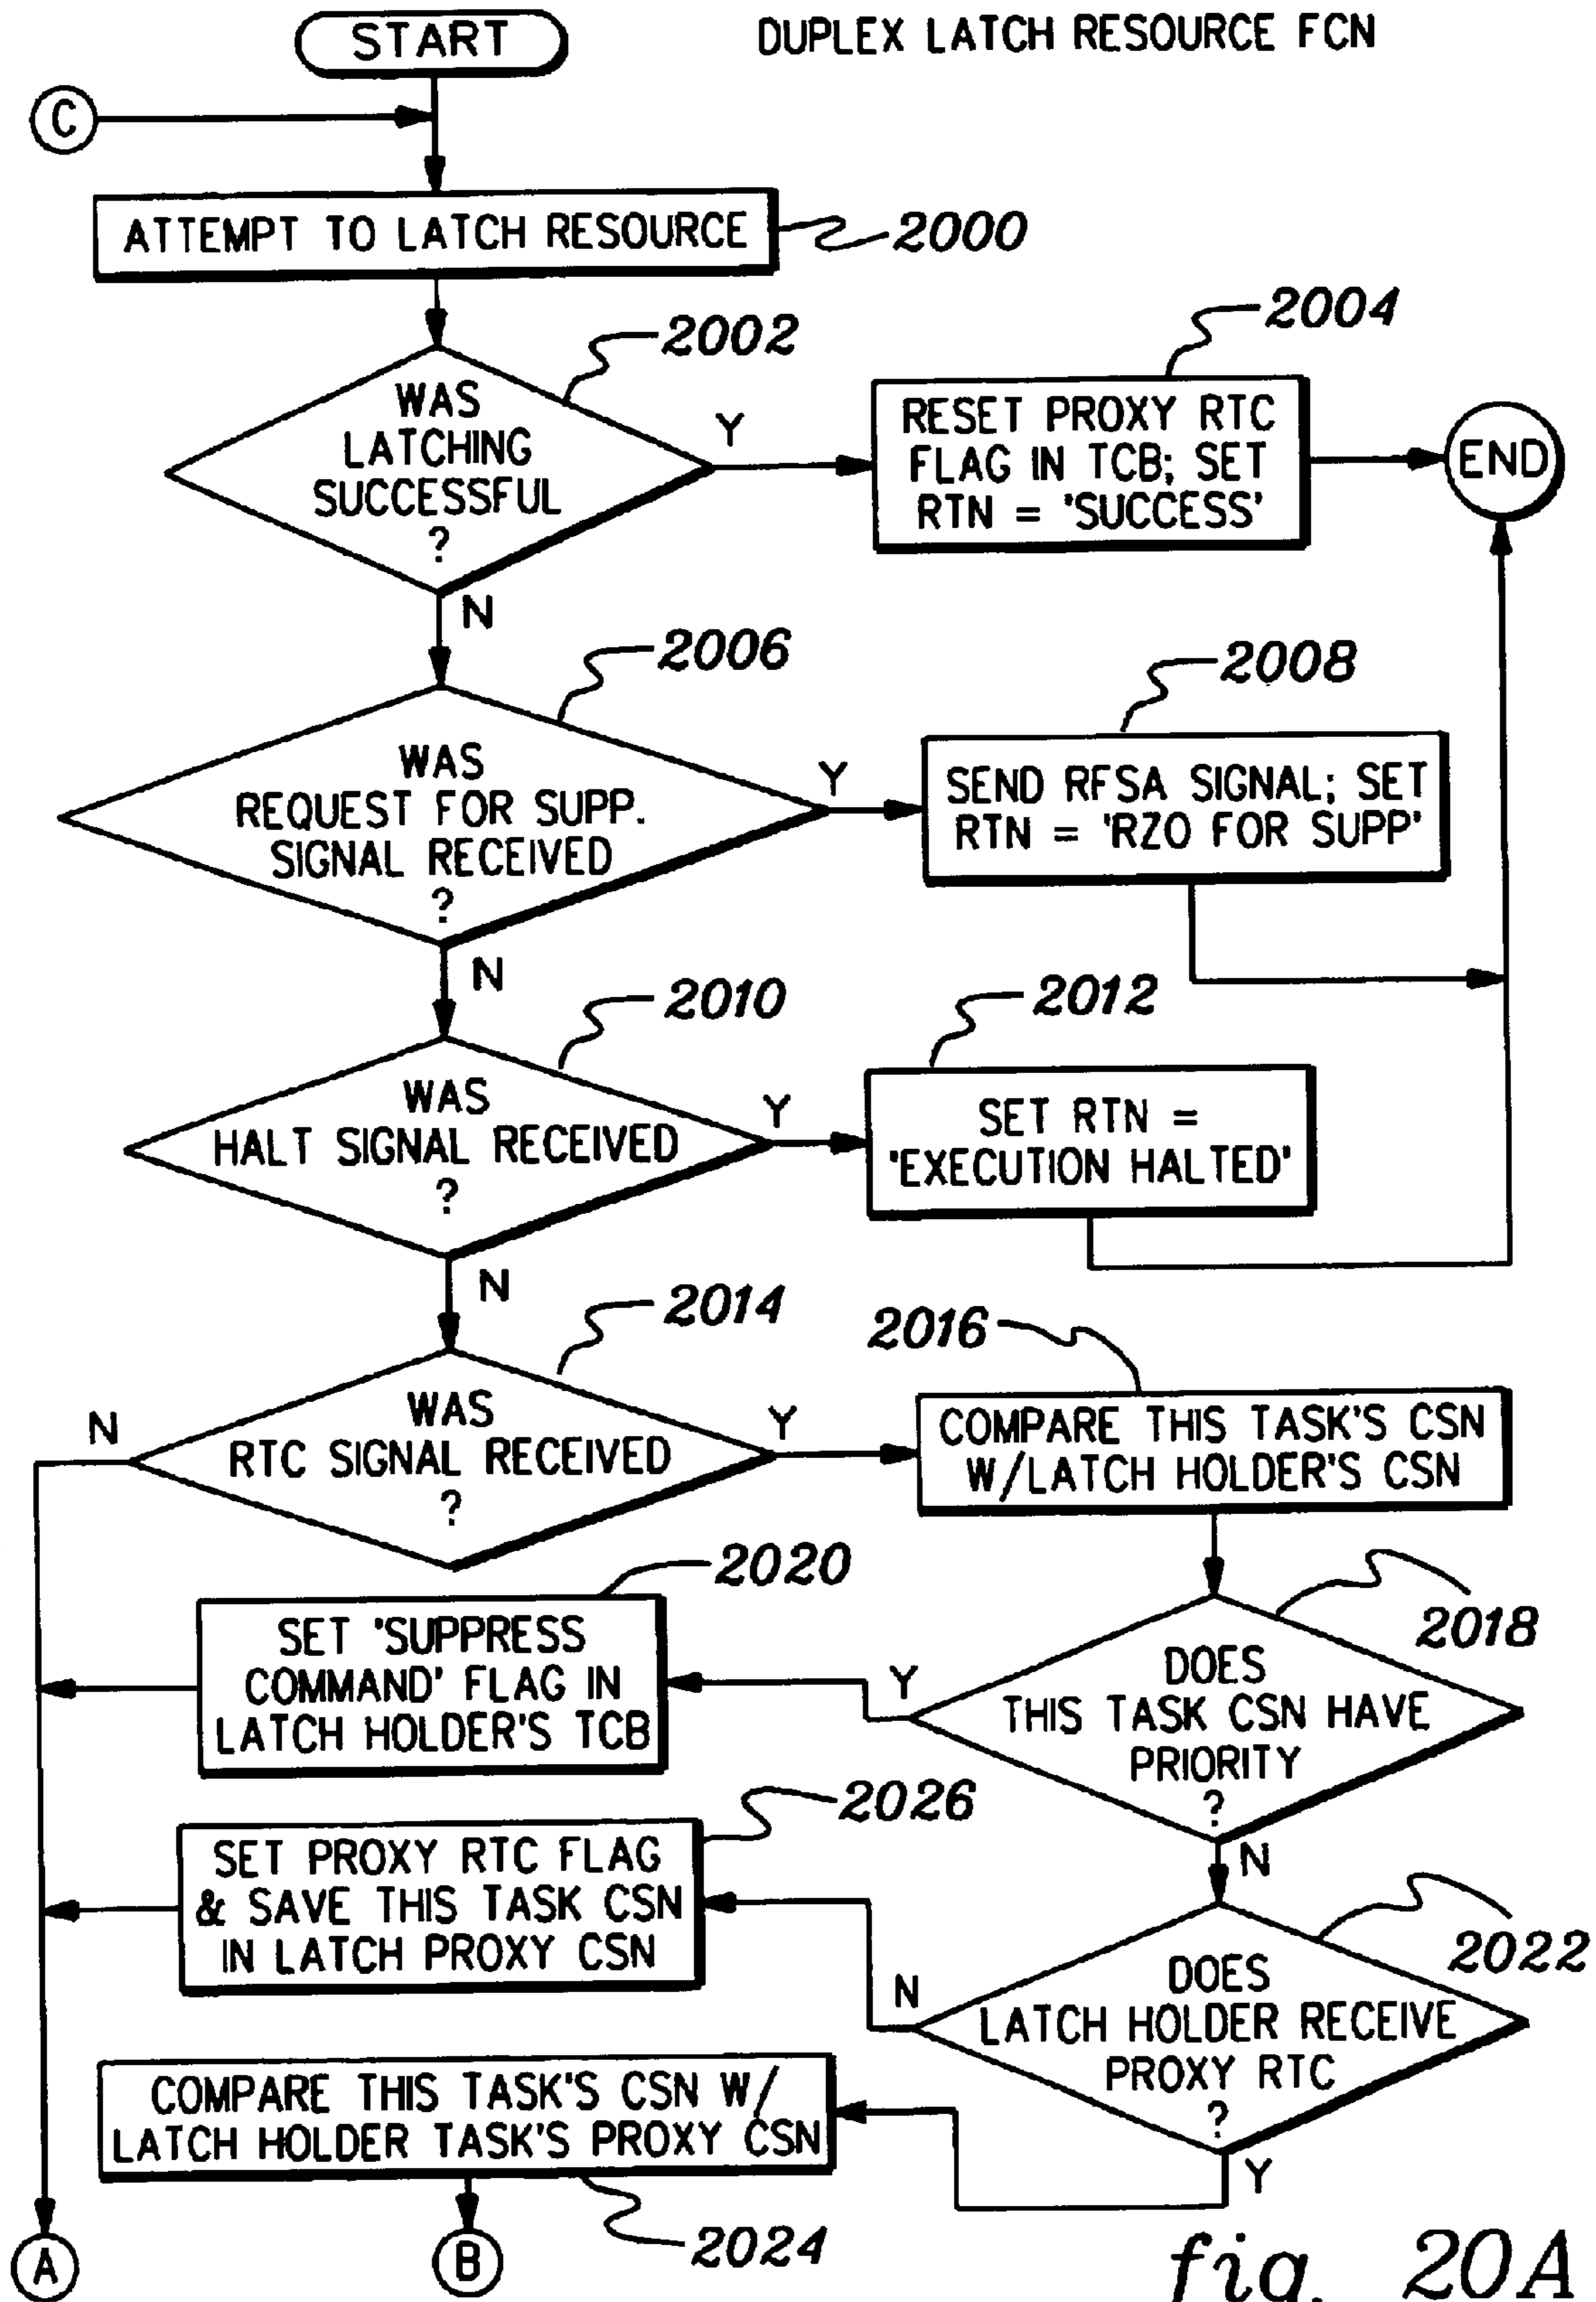 START
DUPLEX LATCH RESOURCE FCN
C
ATTEMPT TO LATCH RESOURCE
2000
2002
WAS
LATCHING
SUCCESSFUL
?
Y
N
2004
RESET PROXY RTC
FLAG IN TCB; SET
RTN = 'SUCCESS'
END
2006
WAS
REQUEST FOR SUPP.
SIGNAL RECEIVED
?
Y
N
2008
SEND RFSA SIGNAL; SET
RTN = 'RZO FOR SUPP'
2010
WAS
HALT SIGNAL RECEIVED
?
Y
N
2012
SET RTN =
'EXECUTION HALTED'
2014
WAS
RTC SIGNAL RECEIVED
?
N
Y
2016
COMPARE THIS TASK'S CSN
W/LATCH HOLDER'S CSN
2018
DOES
THIS TASK CSN HAVE
PRIORITY
?
Y
N
2020
SET 'SUPPRESS
COMMAND' FLAG IN
LATCH HOLDER'S TCB
2026
SET PROXY RTC FLAG
& SAVE THIS TASK CSN
IN LATCH PROXY CSN
2022
DOES
LATCH HOLDER RECEIVE
PROXY RTC
?
N
Y
COMPARE THIS TASK'S CSN W/
LATCH HOLDER TASK'S PROXY CSN
2024
A
B
fig. 20A